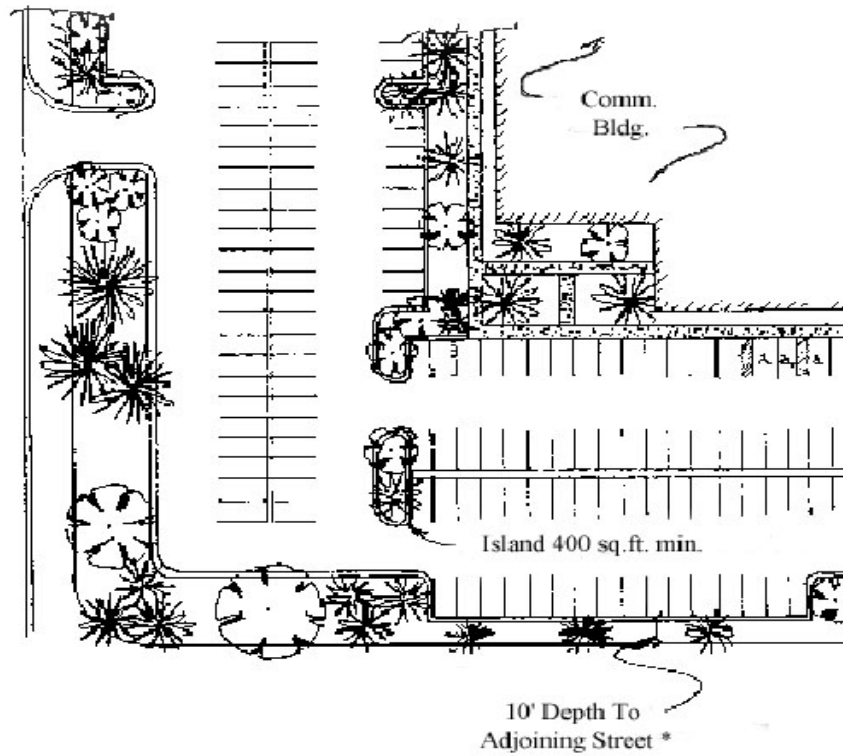 Comm.
Bldg.
Island 400 sq.ft. min.
10' Depth To
Adjoining Street *